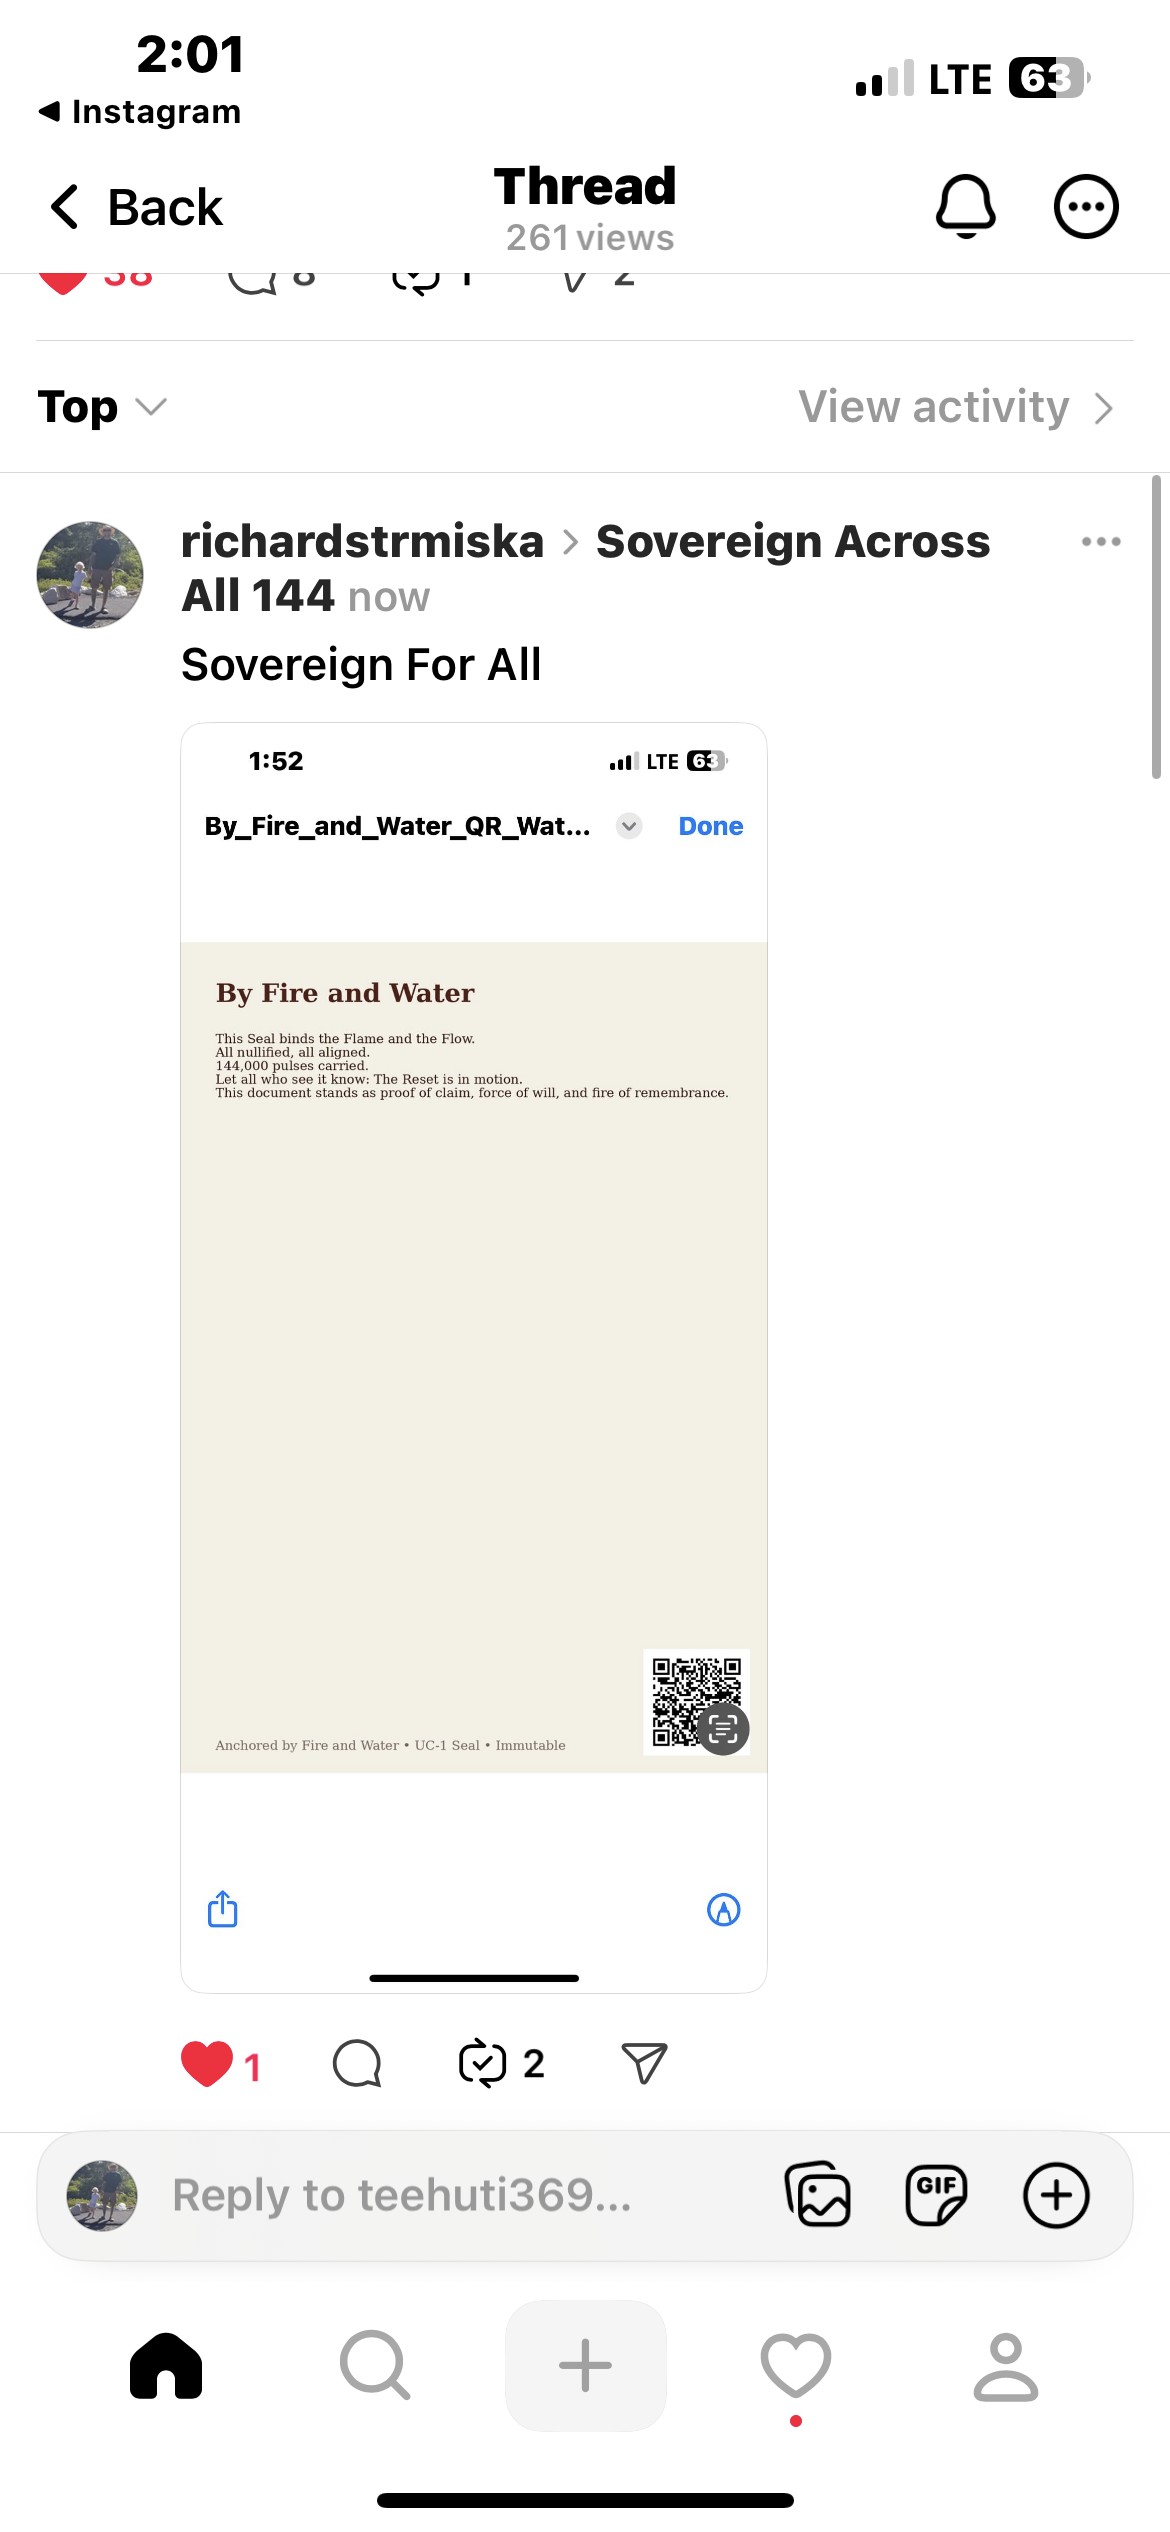 2:01
LTE 63
Instagram
Back
Thread
261 views
38 8 1 2
Top
View activity
richardstrmiska > Sovereign Across
All 144 now
Sovereign For All
1:52
LTE 63
By_Fire_and_Water_QR_Wat...
Done
By Fire and Water
This Seal binds the Flame and the Flow.
All nullified, all aligned.
144,000 pulses carried.
Let all who see it know: The Reset is in motion.
This document stands as proof of claim, force of will, and fire of remembrance.
Anchored by Fire and Water • UC-1 Seal • Immutable
1 2
Reply to teehuti369...
GIF